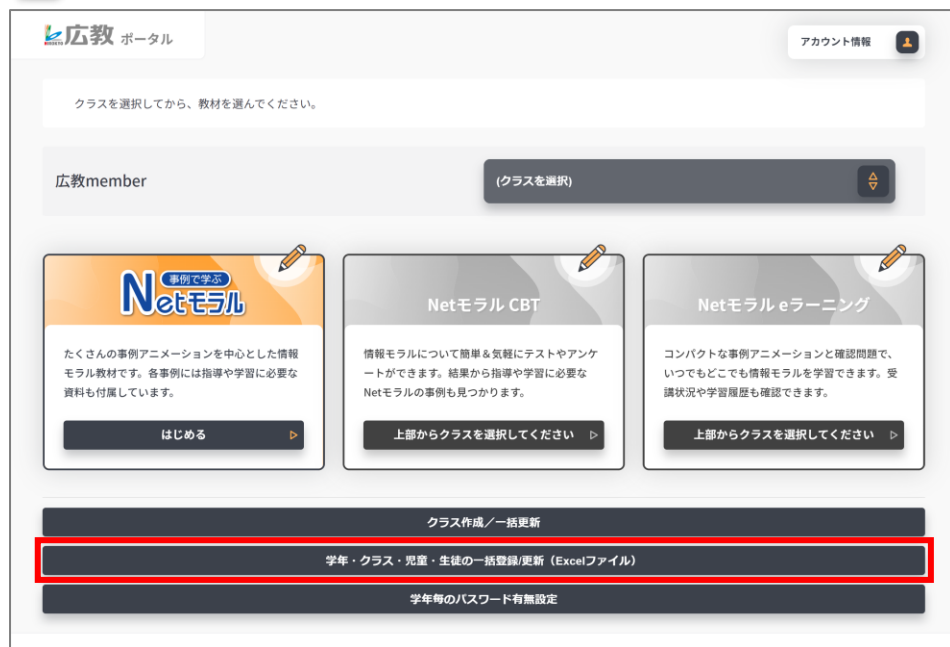 広教 ポータル
アカウント情報
クラスを選択してから、教材を選んでください。
広教member
(クラスを選択)
事例で学ぶ
Netモラル
たくさんの事例アニメーションを中心とした情報
モラル教材です。各事例には指導や学習に必要な
資料も付属しています。
はじめる
Netモラル CBT
情報モラルについて簡単＆気軽にテストやアンケ
ートができます。結果から指導や学習に必要な
Netモラルの事例も見つかります。
上部からクラスを選択してください
Netモラル eラーニング
コンパクトな事例アニメーションと確認問題で、
いつでもどこでも情報モラルを学習できます。受
講状況や学習履歴も確認できます。
上部からクラスを選択してください
クラス作成／一括更新
学年・クラス・児童・生徒の一括登録/更新（Excelファイル）
学年毎のパスワード有無設定